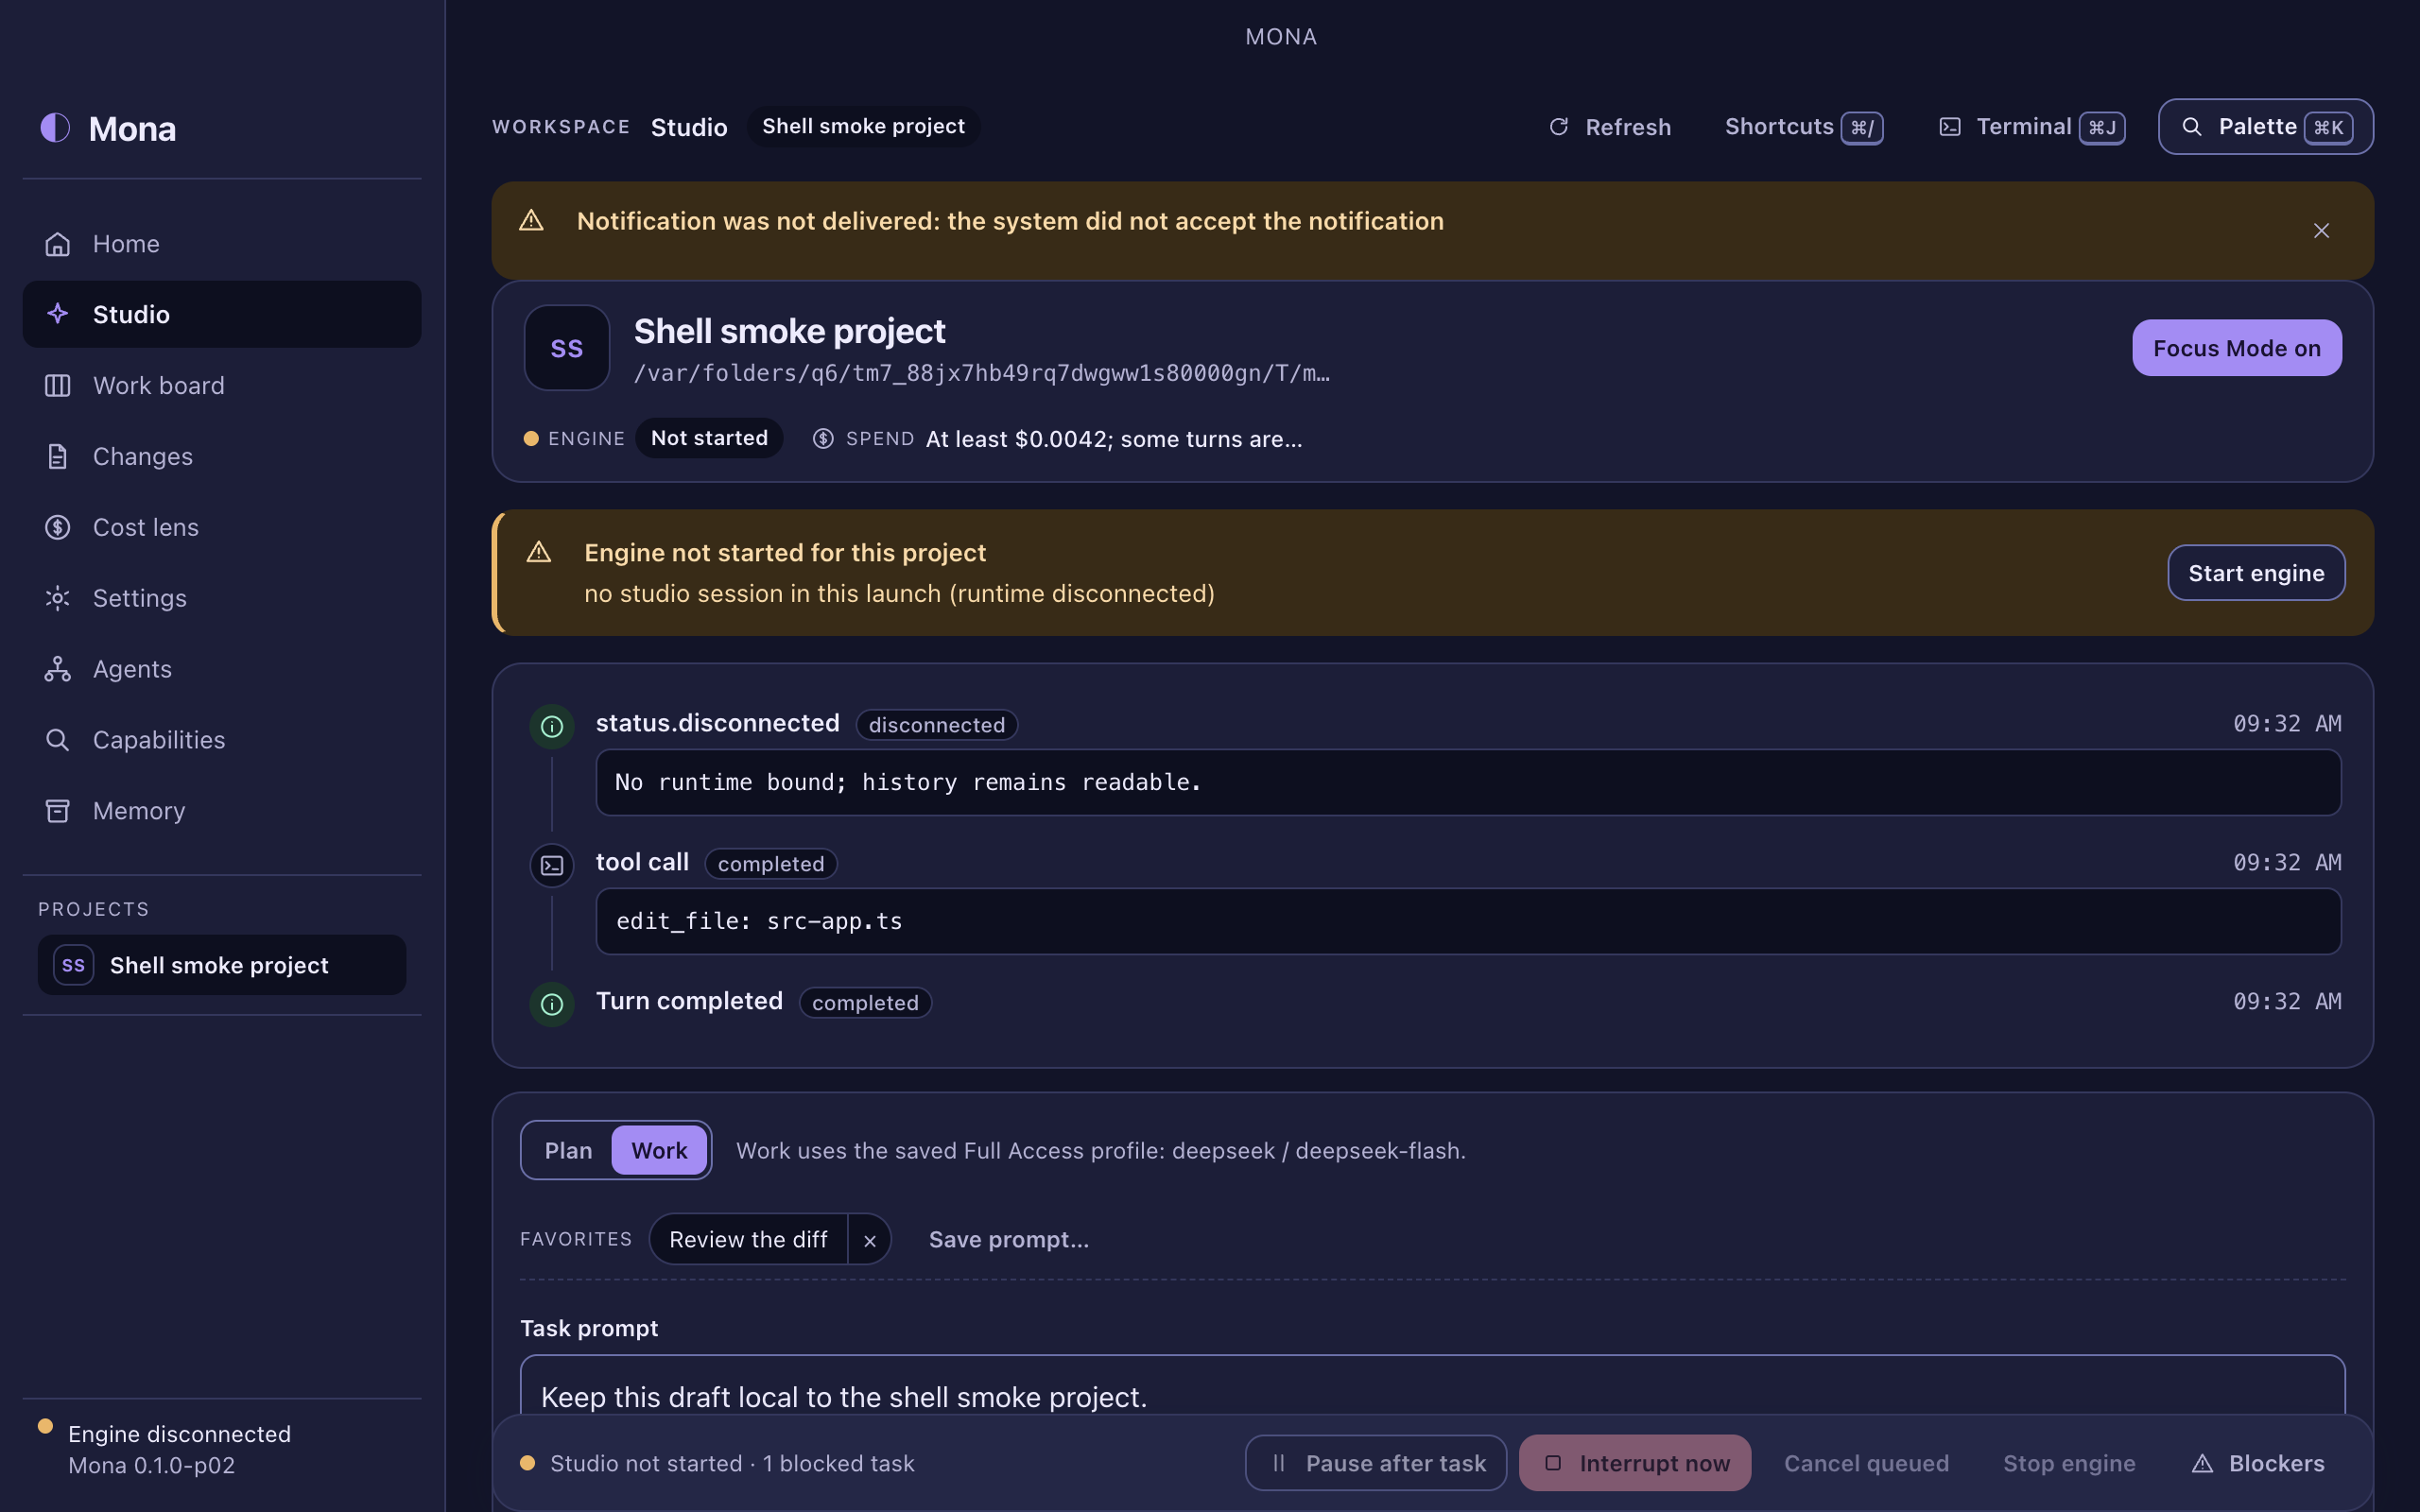 MONA
Mona
Home
Studio
Work board
Changes
Cost lens
Settings
Agents
Capabilities
Memory
PROJECTS
SS Shell smoke project
Engine disconnected
Mona 0.1.0-p02
WORKSPACE Studio Shell smoke project
Refresh Shortcuts ⌘/ Terminal ⌘J Palette ⌘K
Notification was not delivered: the system did not accept the notification
SS
Shell smoke project
/var/folders/q6/tm7_88jx7hb49rq7dwgww1s80000gn/T/m…
Focus Mode on
ENGINE Not started SPEND At least $0.0042; some turns are…
Engine not started for this project
no studio session in this launch (runtime disconnected)
Start engine
status.disconnected disconnected 09:32 AM
No runtime bound; history remains readable.
tool call completed 09:32 AM
edit_file: src-app.ts
Turn completed completed 09:32 AM
Plan Work Work uses the saved Full Access profile: deepseek / deepseek-flash.
FAVORITES Review the diff × Save prompt…
Task prompt
Keep this draft local to the shell smoke project.
Studio not started · 1 blocked task
Pause after task Interrupt now Cancel queued Stop engine Blockers